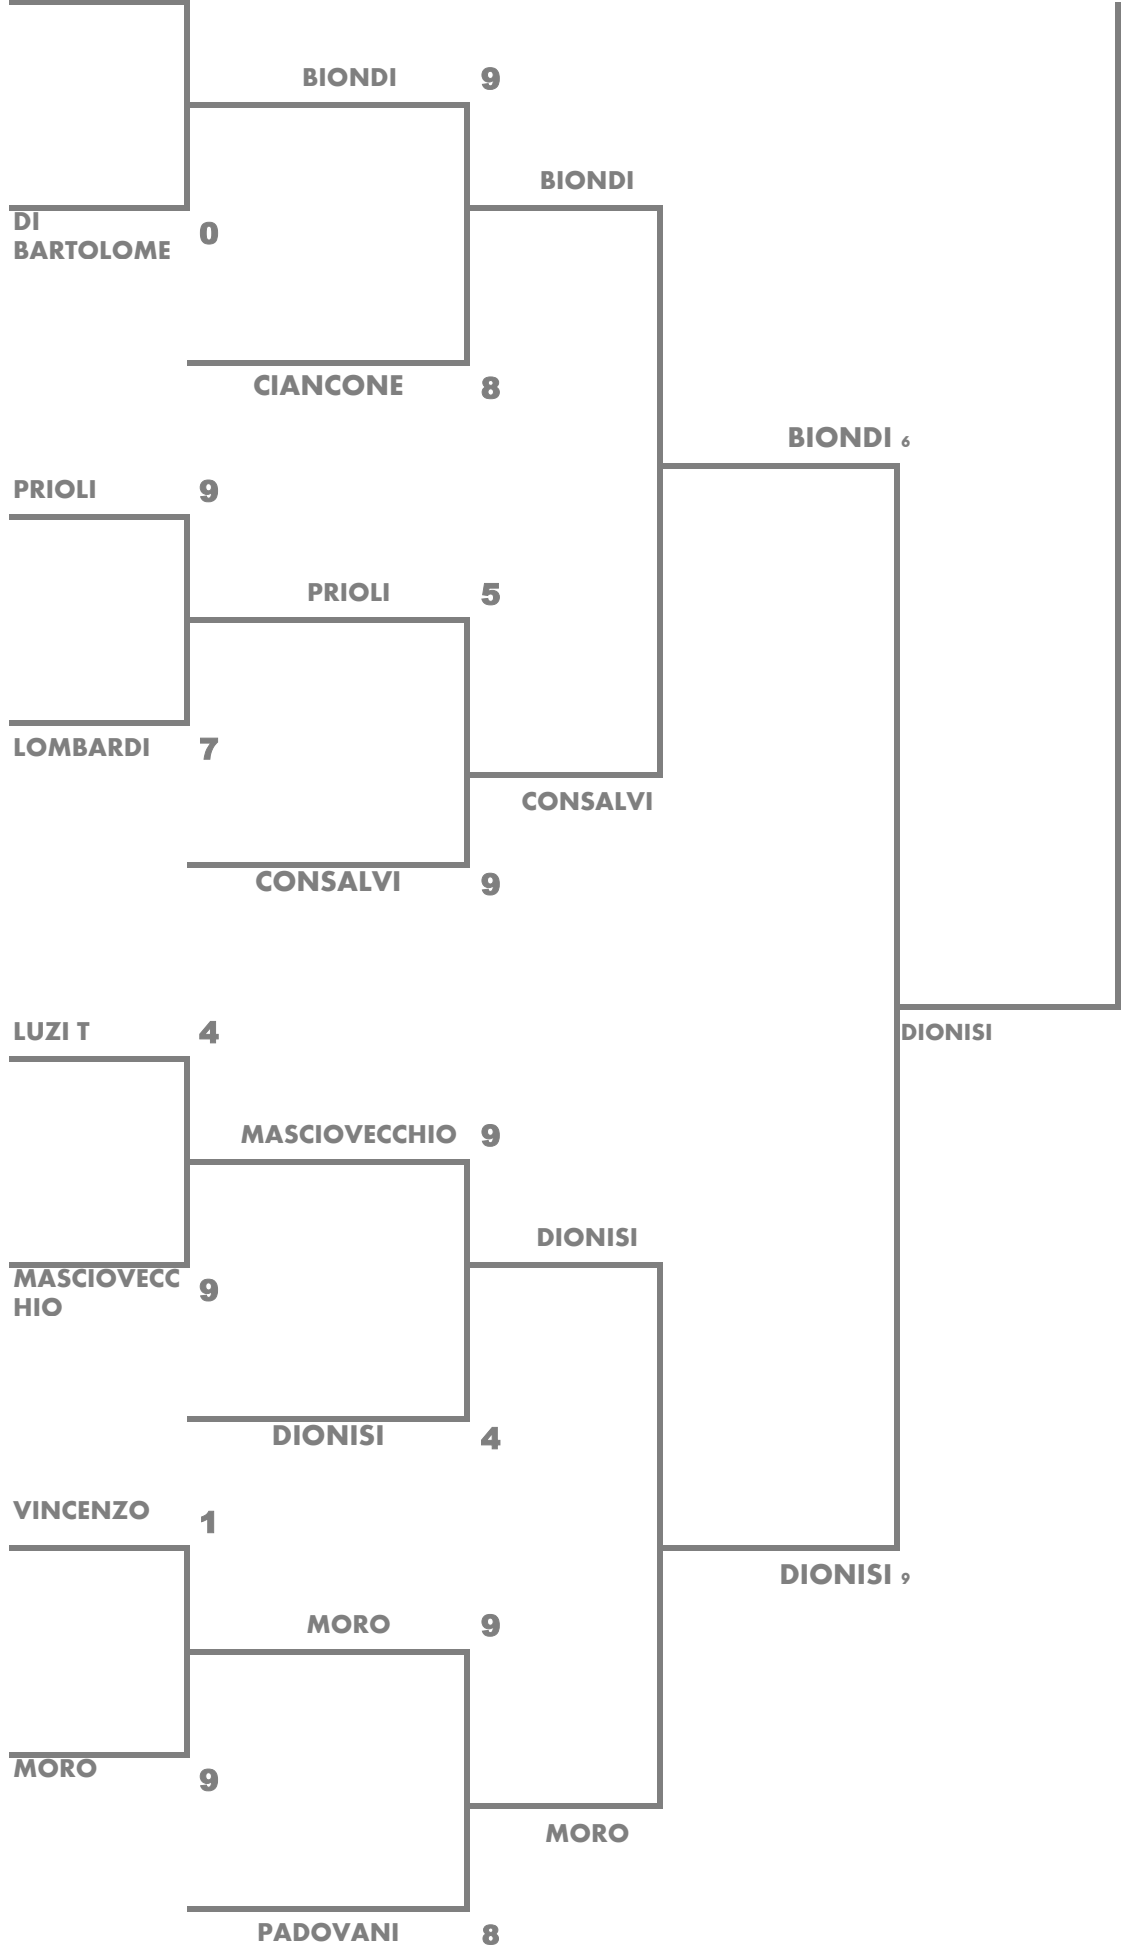 BIONDI 9
BIONDI
DI
BARTOLOME 0
CIANCONE 8
BIONDI 6
PRIOLI 9
PRIOLI 5
LOMBARDI 7
CONSALVI
CONSALVI 9
LUZI T 4
DIONISI
MASCIOVECCHIO 9
DIONISI
MASCIOVECC
HIO 9
DIONISI 4
VINCENZO 1
DIONISI 9
MORO 9
MORO 9
MORO
PADOVANI 8